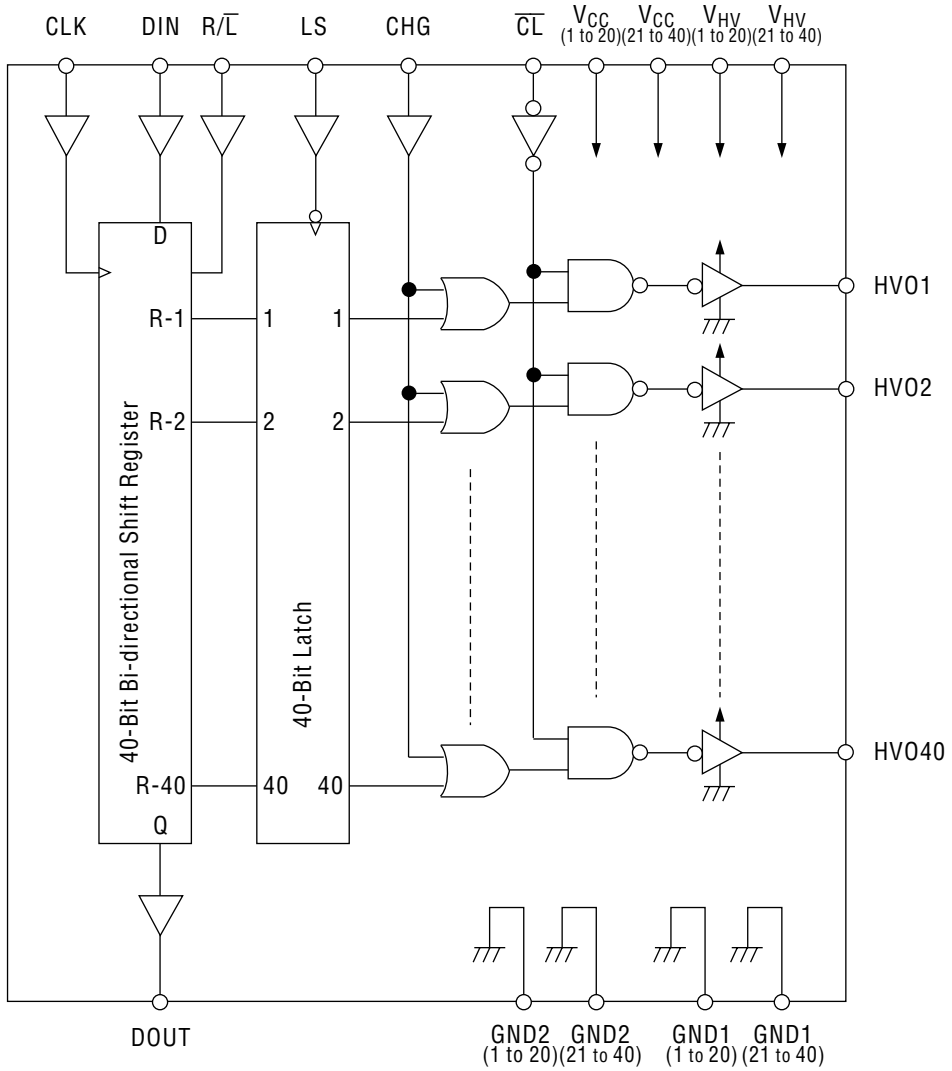 CLK DIN R/L̅ LS CHG C̅L̅ VCC VCC VHV VHV
(1 to 20) (21 to 40) (1 to 20) (21 to 40)
D
R-1 1 1 HVO1
R-2 2 2 HVO2
40-Bit Bi-directional Shift Register
40-Bit Latch
R-40 40 40 HVO40
Q
DOUT GND2 GND2 GND1 GND1
(1 to 20) (21 to 40) (1 to 20) (21 to 40)